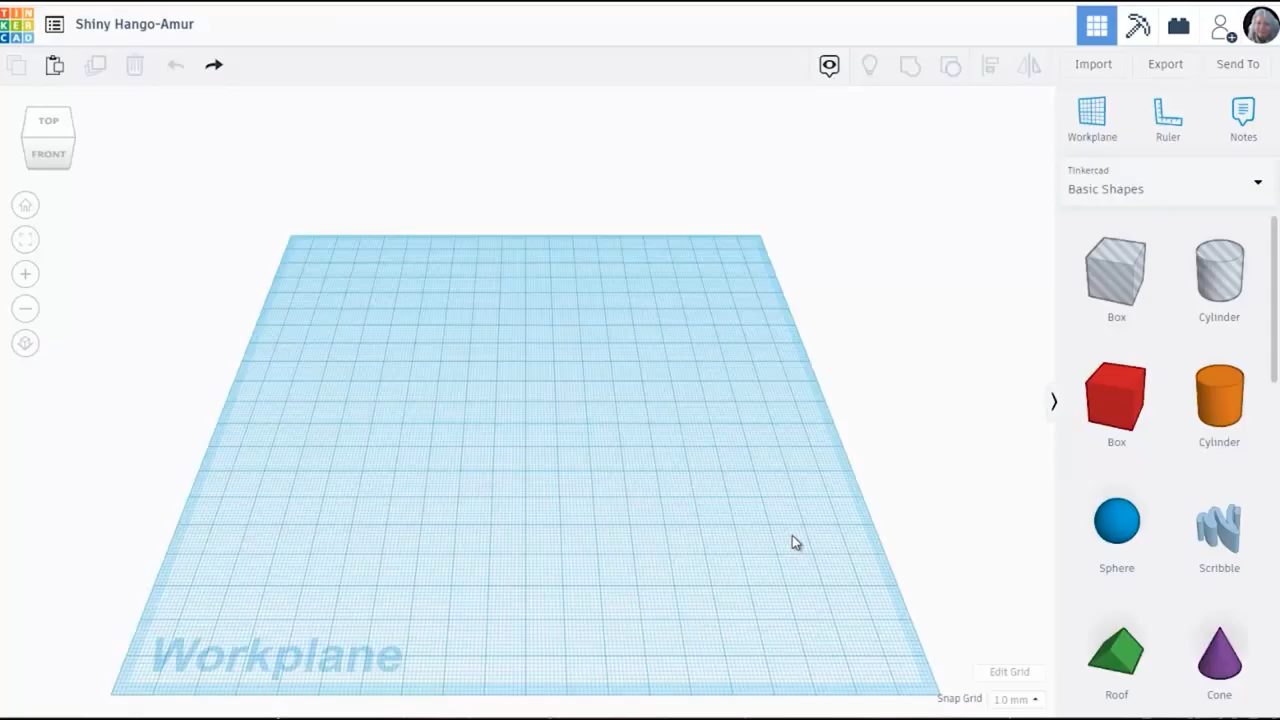 TIN
KER
CAD
Shiny Hango-Amur
Import
Export
Send To
TOP
FRONT
Workplane
Ruler
Notes
Tinkercad
Basic Shapes
Box
Cylinder
Box
Cylinder
Sphere
Scribble
Roof
Cone
Workplane
Edit Grid
Snap Grid
1.0 mm